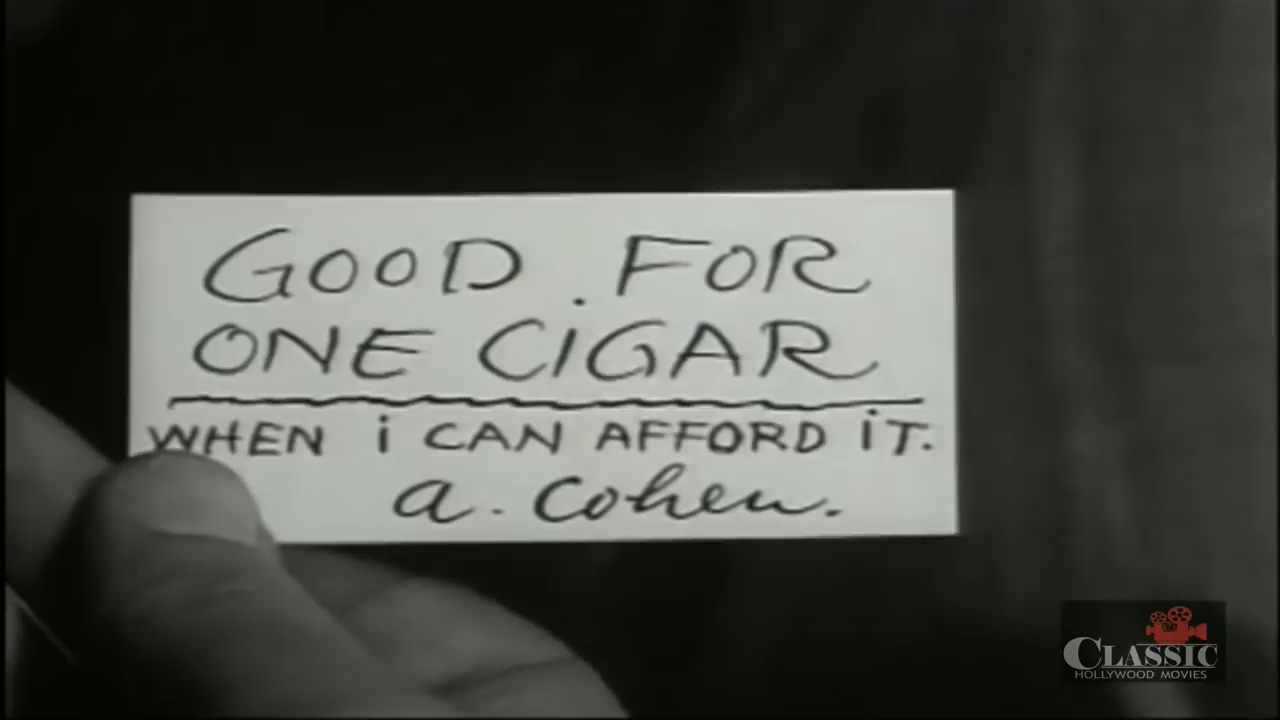 GOOD. FOR
ONE CiGAR
WHEN i CAN AFFORD iT.
a. Cohen.
CLASSIC
HOLLYWOOD MOVIES